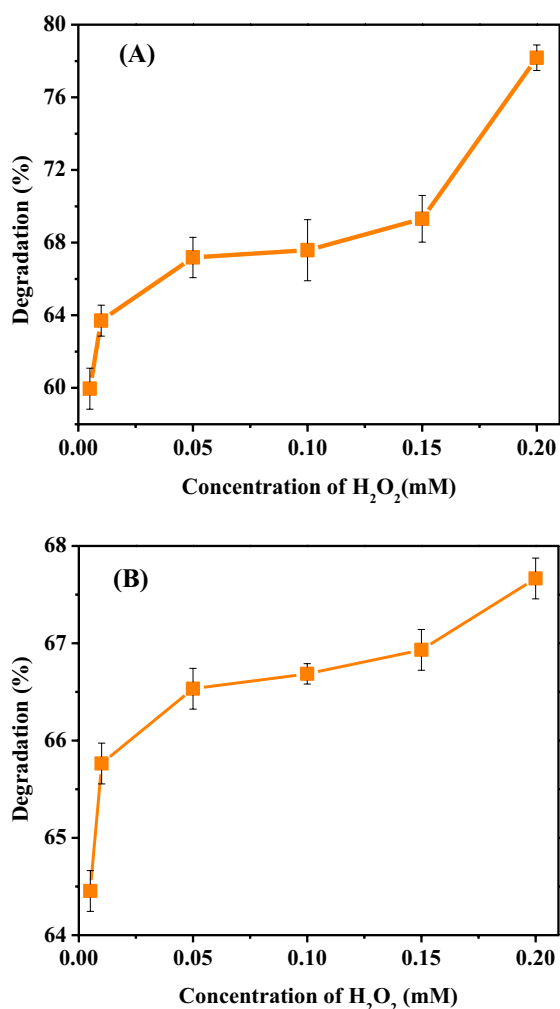 (A)
80
76
72
68
64
60
Degradation (%)
0.00 0.05 0.10 0.15 0.20
Concentration of H₂O₂(mM)
(B)
68
67
66
65
64
Degradation (%)
0.00 0.05 0.10 0.15 0.20
Concentration of H₂O₂ (mM)